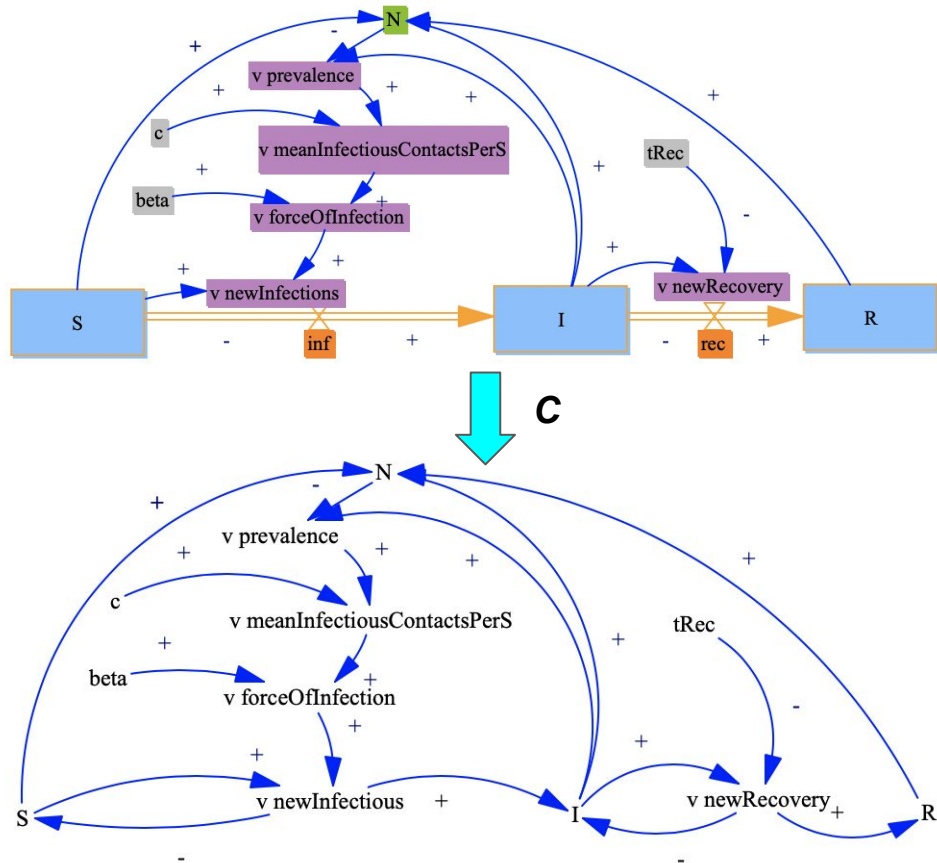 N
-
+
v prevalence
+
+
+
+
c
v meanInfectiousContactsPerS
tRec
+
+
beta
+
v forceOfInfection
-
+
+
+
v newInfections
v newRecovery
S
I
R
-
inf
+
-
rec
+
C
N
-
+
v prevalence
+
+
+
+
c
v meanInfectiousContactsPerS
tRec
+
+
beta
+
v forceOfInfection
-
+
+
+
v newInfectious
v newRecovery
+
+
S
I
R
-
-